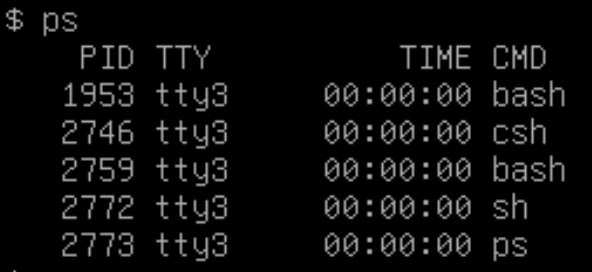 $ ps
    PID TTY          TIME CMD
   1953 tty3     00:00:00 bash
   2746 tty3     00:00:00 csh
   2759 tty3     00:00:00 bash
   2772 tty3     00:00:00 sh
   2773 tty3     00:00:00 ps